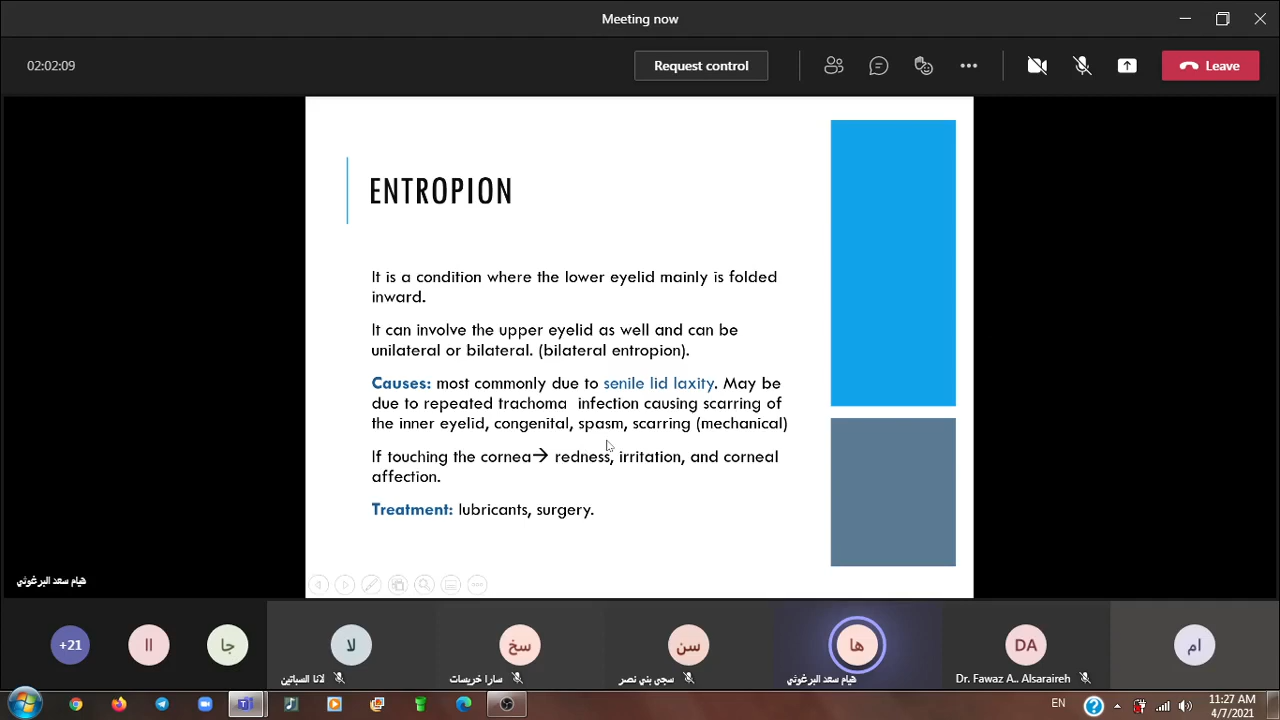 Meeting now
02:02:09
Request control
Leave
ENTROPION
It is a condition where the lower eyelid mainly is folded
inward.
It can involve the upper eyelid as well and can be
unilateral or bilateral. (bilateral entropion).
Causes: most commonly due to senile lid laxity. May be
due to repeated trachoma infection causing scarring of
the inner eyelid, congenital, spasm, scarring (mechanical)
If touching the cornea→ redness, irritation, and corneal
affection.
Treatment: lubricants, surgery.
هيام سعد البرغوثي
+21
اا
جا
لا
سخ
سن
ها
DA
ام
لانا الصباتين
سارا خريسات
سجى بني نصر
هيام سعد البرغوثي
Dr. Fawaz A.. Alsaraireh
EN
11:27 AM
4/7/2021